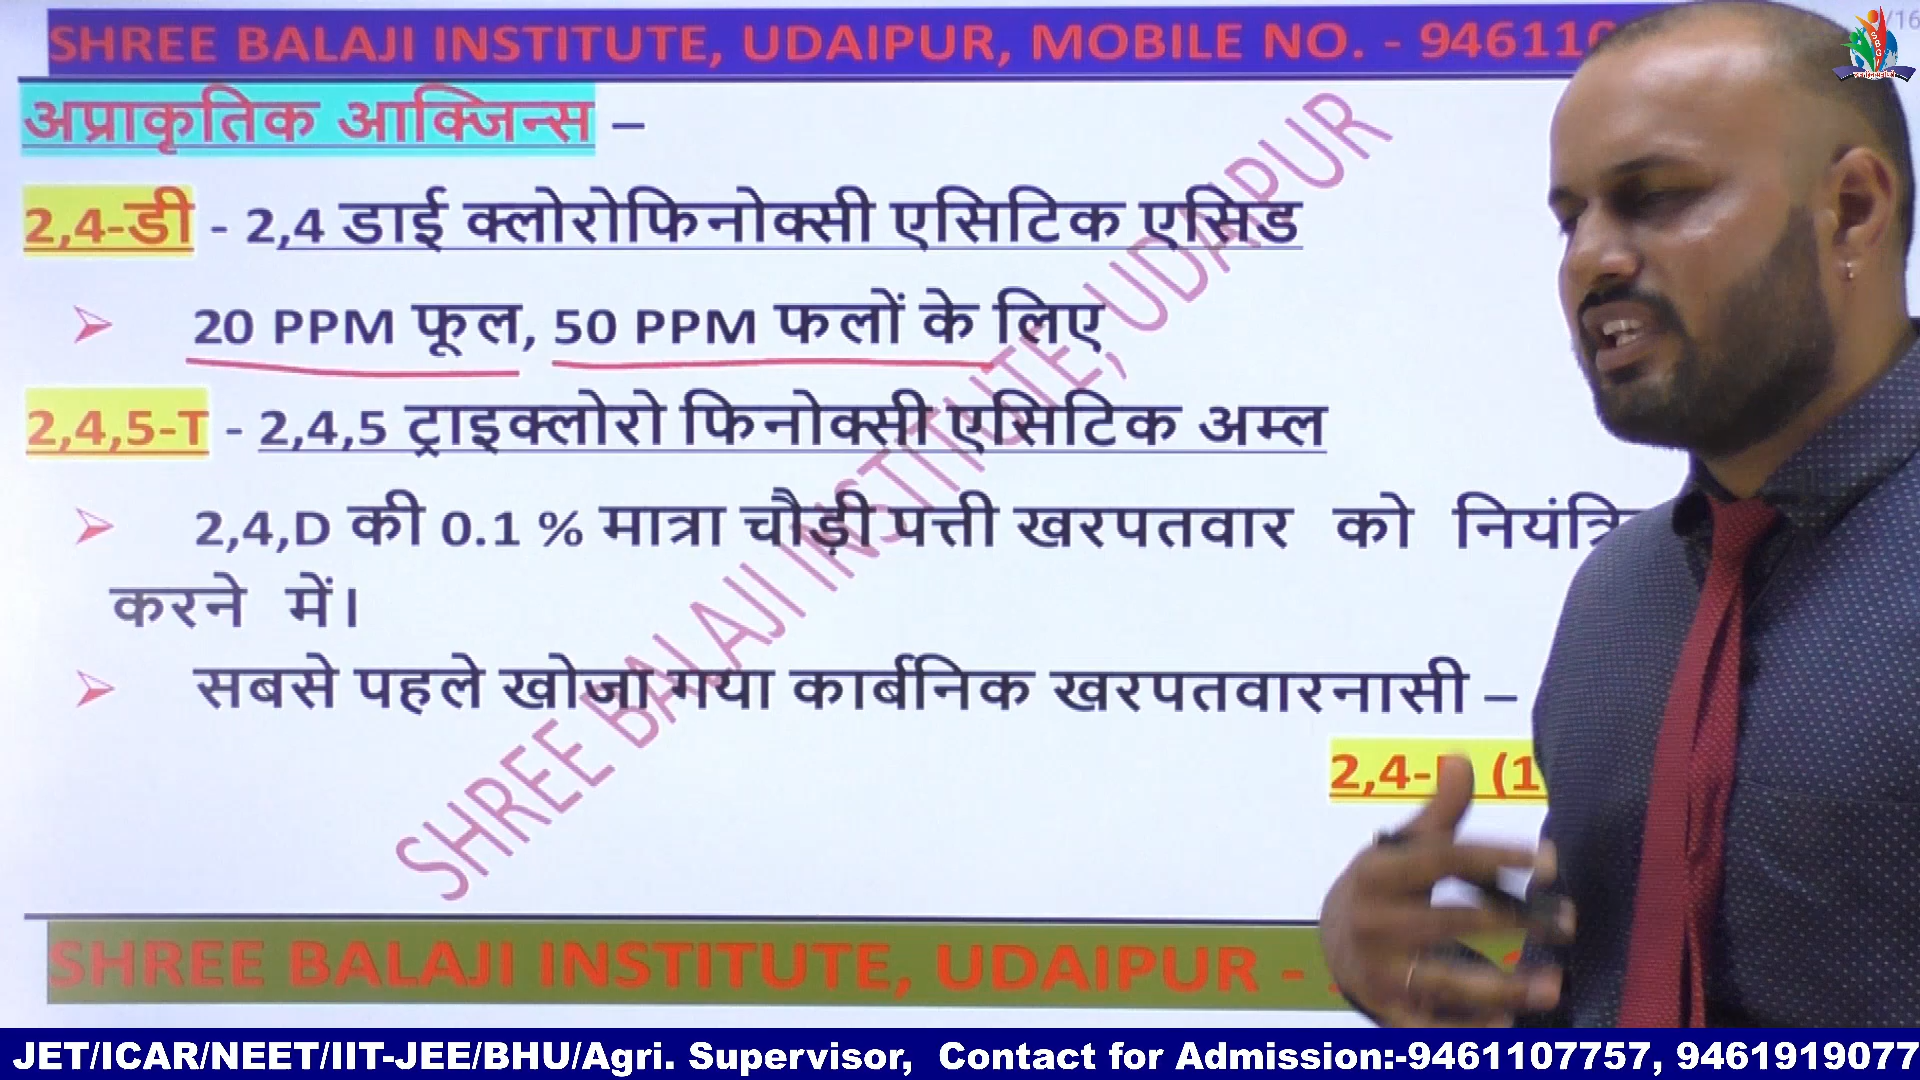 SHREE BALAJI INSTITUTE, UDAIPUR, MOBILE NO. - 94611
अप्राकृतिक आक्जिन्स –
2,4-डी - 2,4 डाई क्लोरोफिनोक्सी एसिटिक एसिड
20 PPM फूल, 50 PPM फलों के लिए
2,4,5-T - 2,4,5 ट्राइक्लोरो फिनोक्सी एसिटिक अम्ल
2,4,D की 0.1 % मात्रा चौड़ी पत्ती खरपतवार को
करने में।
सबसे पहले खोजा गया कार्बनिक खरपतवारनासी –
2,4- (1
SHREE BALAJI INSTITUTE, UDAIPUR
SHREE BALAJI INSTITUTE, UDAIPUR -
JET/ICAR/NEET/IIT-JEE/BHU/Agri. Supervisor, Contact for Admission:-9461107757, 9461919077